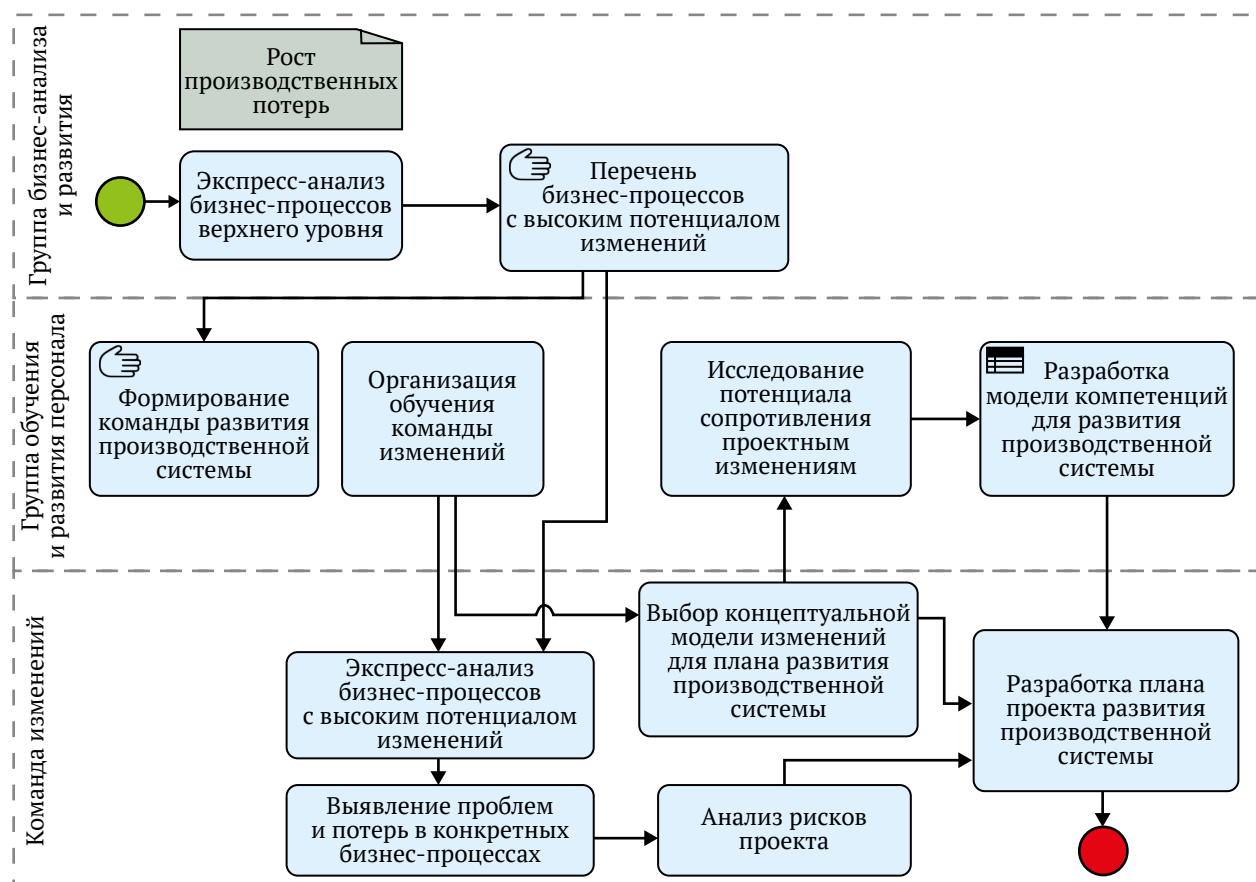 Группа бизнес-анализа
и развития
Рост
производственных
потерь
Экспресс-анализ
бизнес-процессов
верхнего уровня
Перечень
бизнес-процессов
с высоким потенциалом
изменений
Группа обучения
и развития персонала
Формирование
команды развития
производственной
системы
Организация
обучения
команды
изменений
Исследование
потенциала
сопротивления
проектным
изменениям
Разработка
модели компетенций
для развития
производственной
системы
Команда изменений
Экспресс-анализ
бизнес-процессов
с высоким потенциалом
изменений
Выбор концептуальной
модели изменений
для плана развития
производственной
системы
Разработка плана
проекта развития
производственной
системы
Выявление проблем
и потерь в конкретных
бизнес-процессах
Анализ рисков
проекта